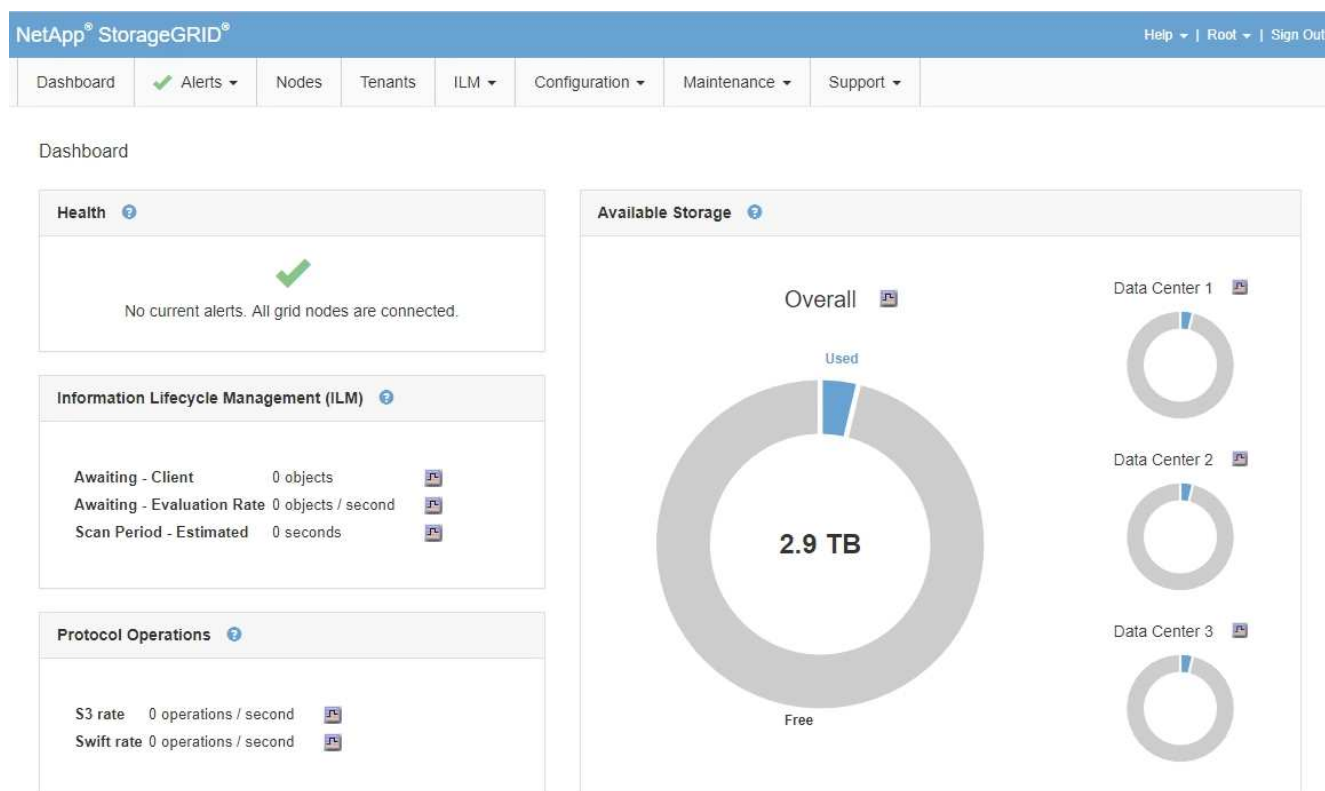 NetApp® StorageGRID®
Help | Root | Sign Out
Dashboard Alerts Nodes Tenants ILM Configuration Maintenance Support
Dashboard
Health
No current alerts. All grid nodes are connected.
Information Lifecycle Management (ILM)
Awaiting - Client 0 objects
Awaiting - Evaluation Rate 0 objects / second
Scan Period - Estimated 0 seconds
Protocol Operations
S3 rate 0 operations / second
Swift rate 0 operations / second
Available Storage
Overall
Used
2.9 TB
Free
Data Center 1
Data Center 2
Data Center 3